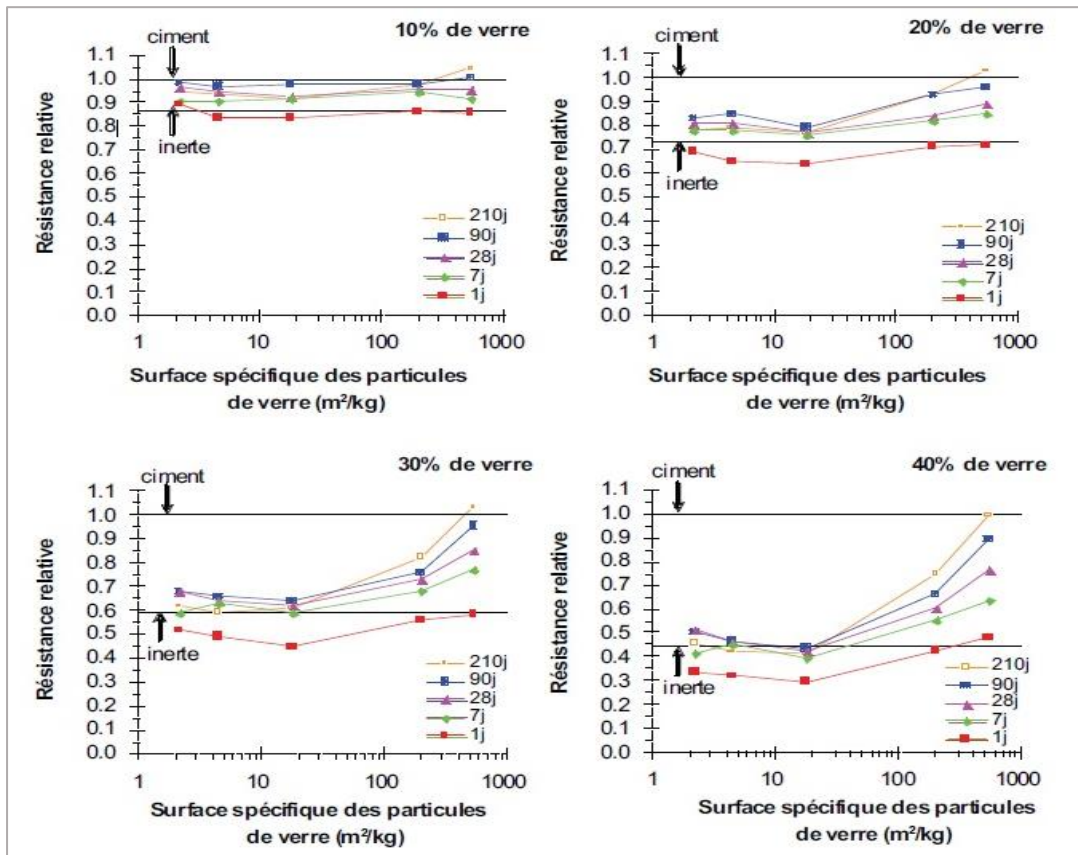 10% de verre
ciment
1.1
1.0
0.9
0.8
0.7
0.6
0.5
0.4
0.3
0.2
0.1
0.0
inerte
Résistance relative
210j
90j
28j
7j
1j
1
10
100
1000
Surface spécifique des particules
de verre (m²/kg)
20% de verre
ciment
1.1
1.0
0.9
0.8
0.7
0.6
0.5
0.4
0.3
0.2
0.1
0.0
inerte
Résistance relative
210j
90j
28j
7j
1j
1
10
100
1000
Surface spécifique des particules
de verre (m²/kg)
30% de verre
ciment
1.1
1.0
0.9
0.8
0.7
0.6
0.5
0.4
0.3
0.2
0.1
0.0
inerte
Résistance relative
210j
90j
28j
7j
1j
1
10
100
1000
Surface spécifique des particules
de verre (m²/kg)
40% de verre
ciment
1.1
1.0
0.9
0.8
0.7
0.6
0.5
0.4
0.3
0.2
0.1
0.0
inerte
Résistance relative
210j
90j
28j
7j
1j
1
10
100
1000
Surface spécifique des particules
de verre (m²/kg)